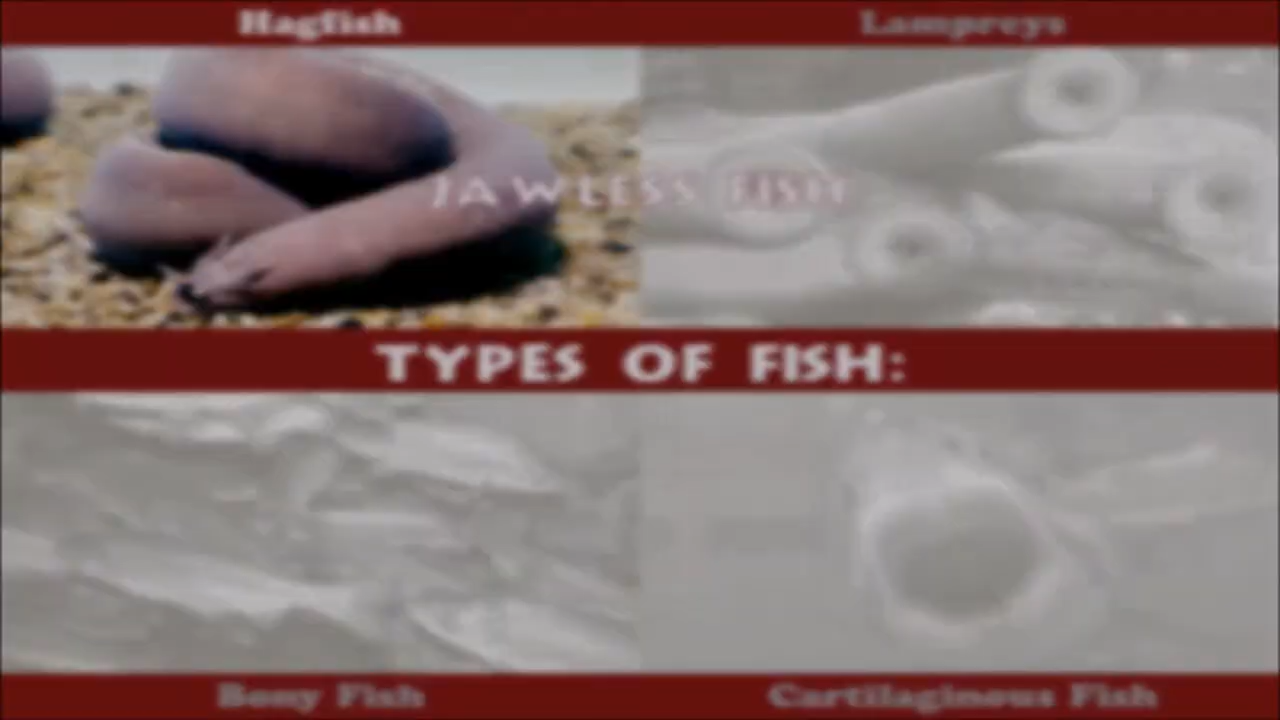 Hagfish
Lampreys
JAWLESS FISH
TYPES OF FISH:
Bony Fish
Cartilaginous Fish